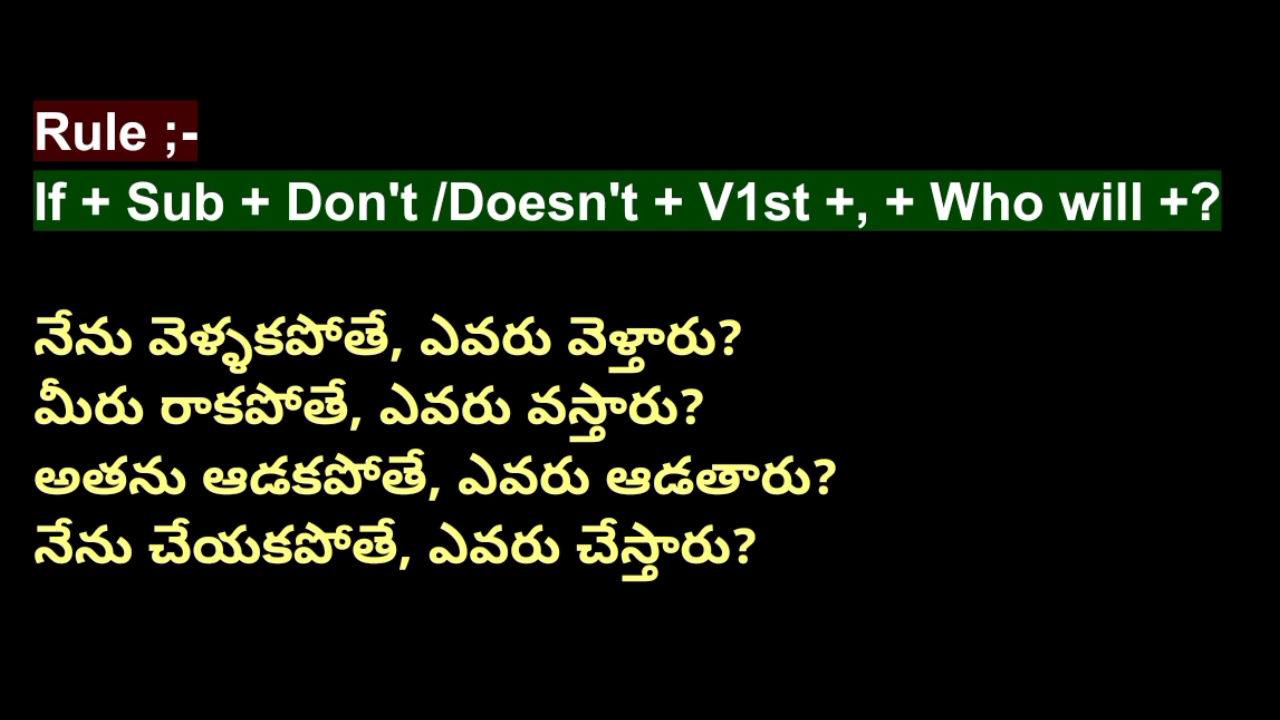 Rule ;-
If + Sub + Don't /Doesn't + V1st +, + Who will +?
నేను వెళ్ళకపోతే, ఎవరు వెళ్తారు?
మీరు రాకపోతే, ఎవరు వస్తారు?
అతను ఆడకపోతే, ఎవరు ఆడతారు?
నేను చేయకపోతే, ఎవరు చేస్తారు?